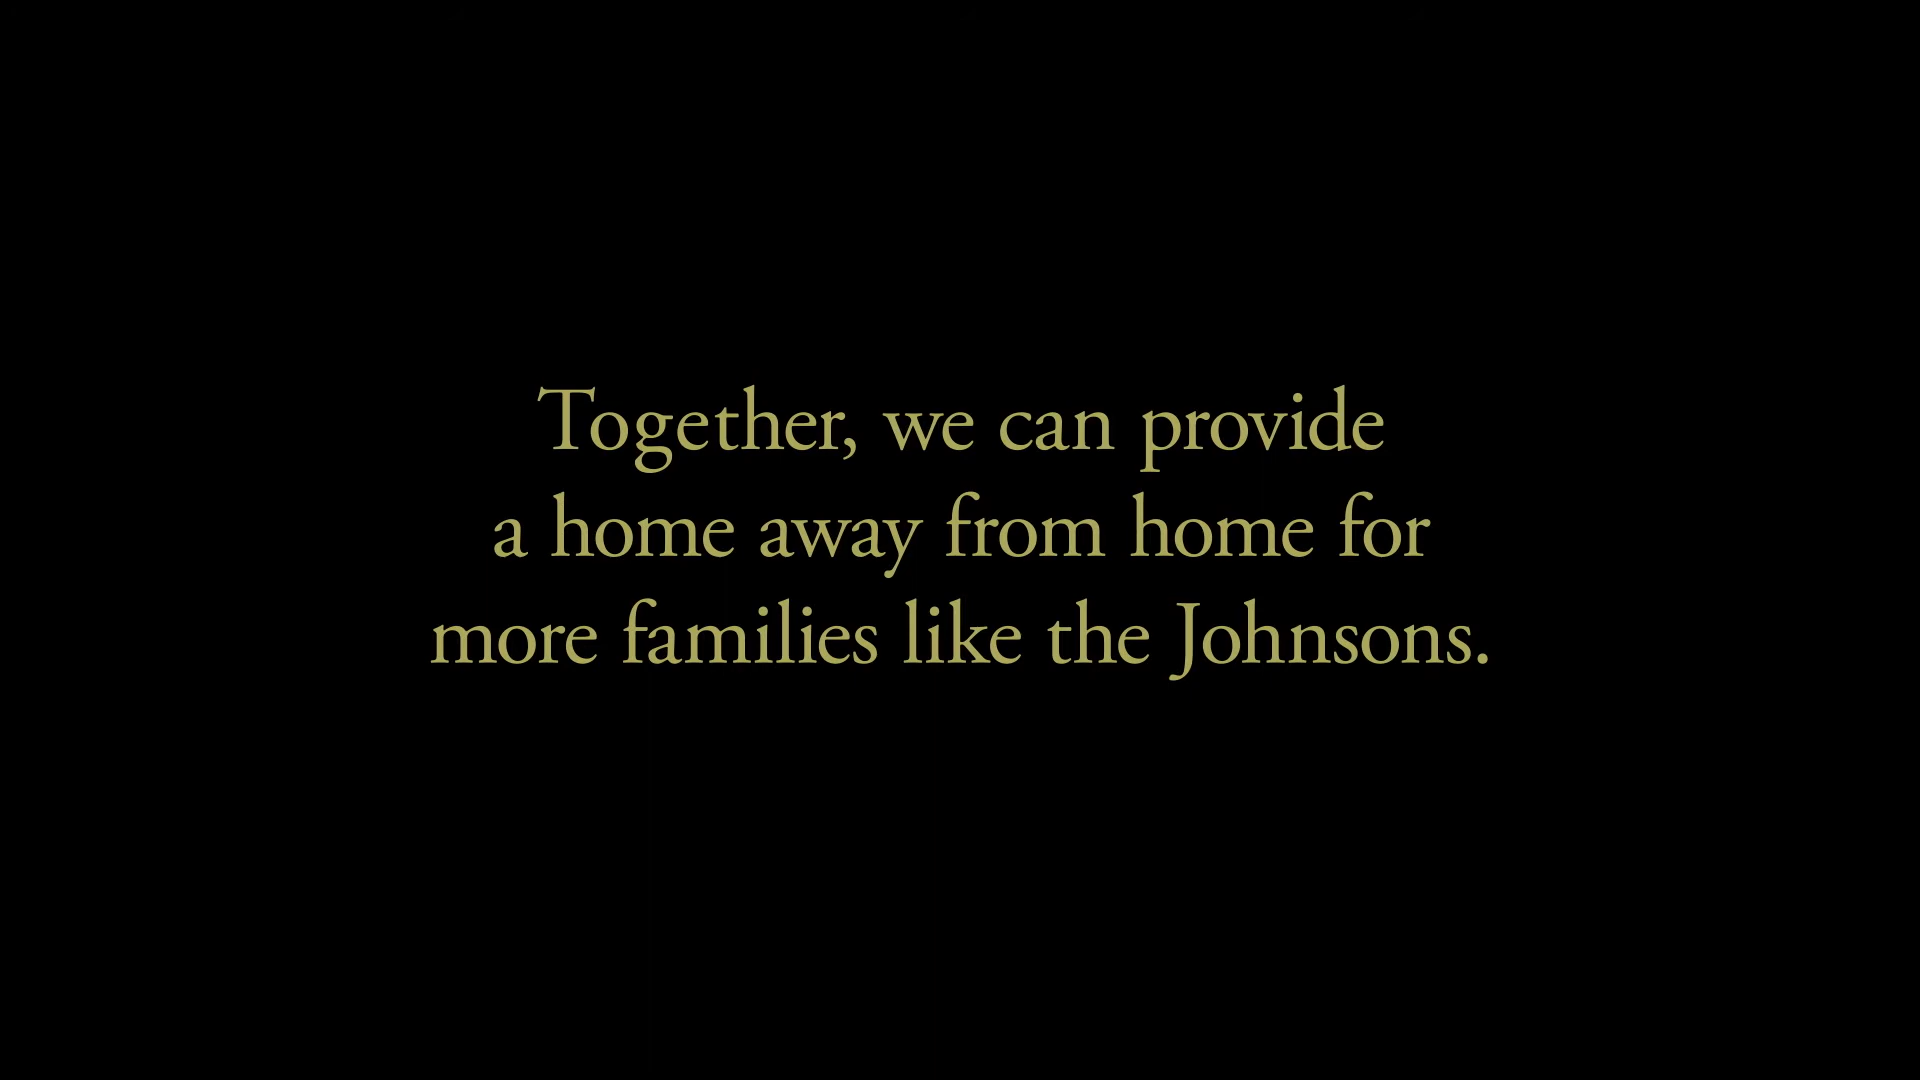 Together, we can provide
a home away from home for
more families like the Johnsons.